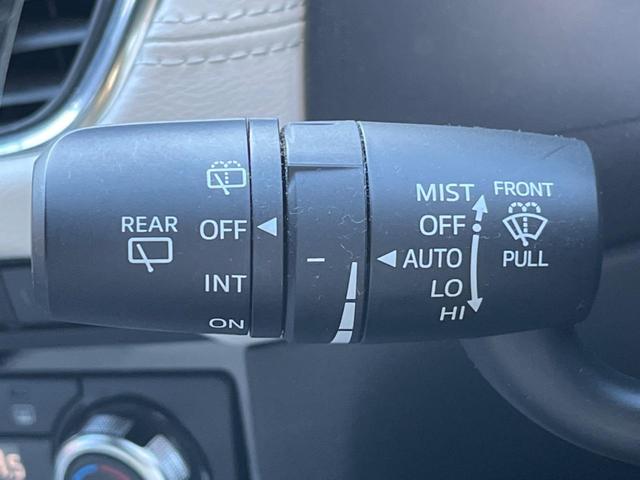 REAR
OFF
INT
ON
–
MIST
OFF
AUTO
LO
HI
FRONT
PULL